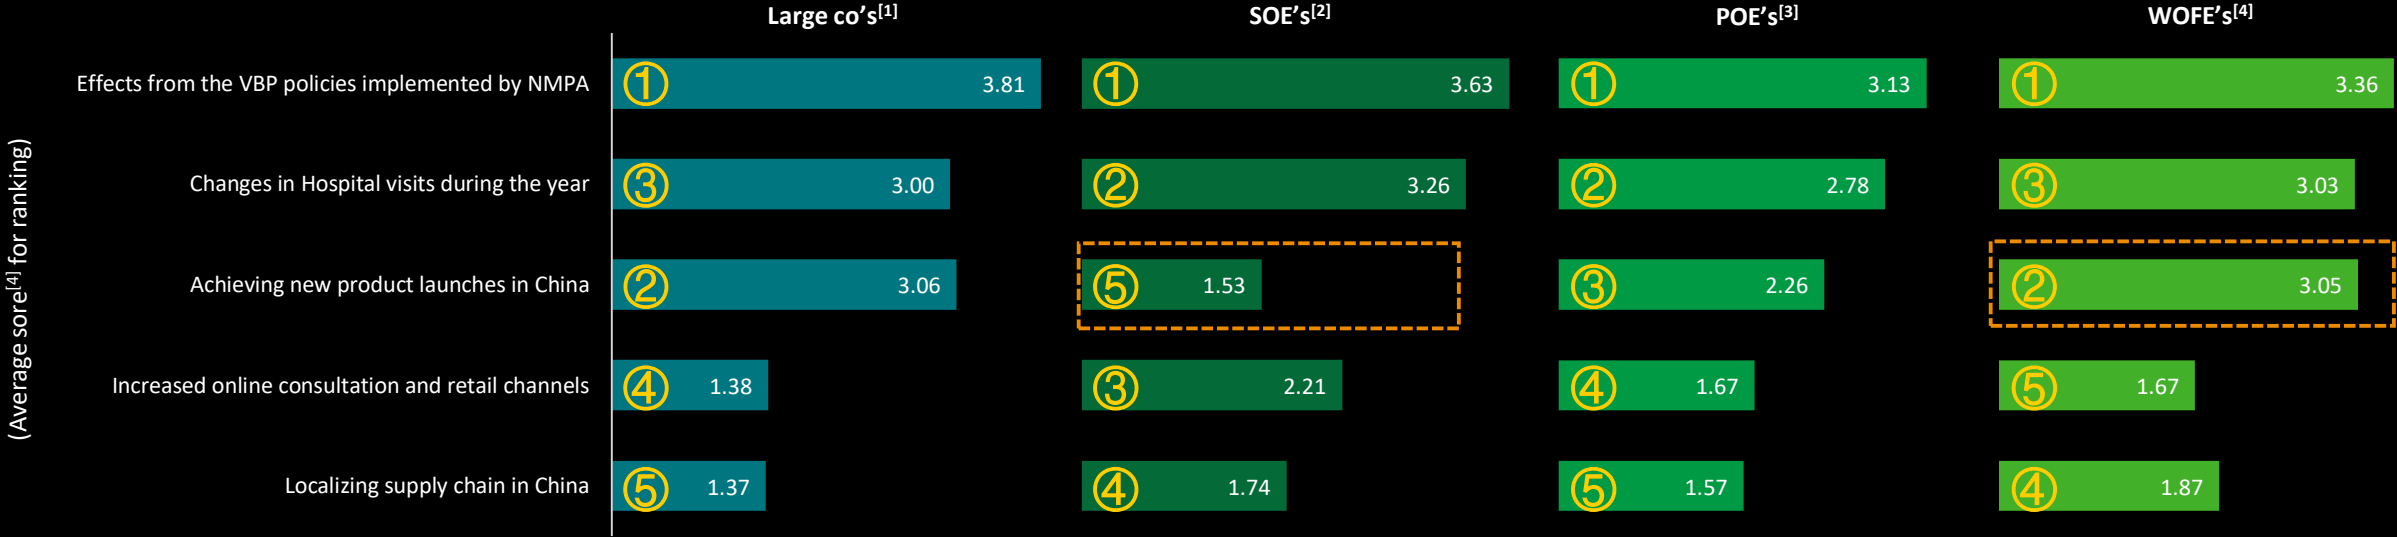 Large co’s[1] SOE’s[2] POE’s[3] WOFE’s[4]
(Average sore[4] for ranking)
Effects from the VBP policies implemented by NMPA ① 3.81 ① 3.63 ① 3.13 ① 3.36
Changes in Hospital visits during the year ③ 3.00 ② 3.26 ② 2.78 ③ 3.03
Achieving new product launches in China ② 3.06 ⑤ 1.53 ③ 2.26 ② 3.05
Increased online consultation and retail channels ④ 1.38 ③ 2.21 ④ 1.67 ⑤ 1.67
Localizing supply chain in China ⑤ 1.37 ④ 1.74 ⑤ 1.57 ④ 1.87